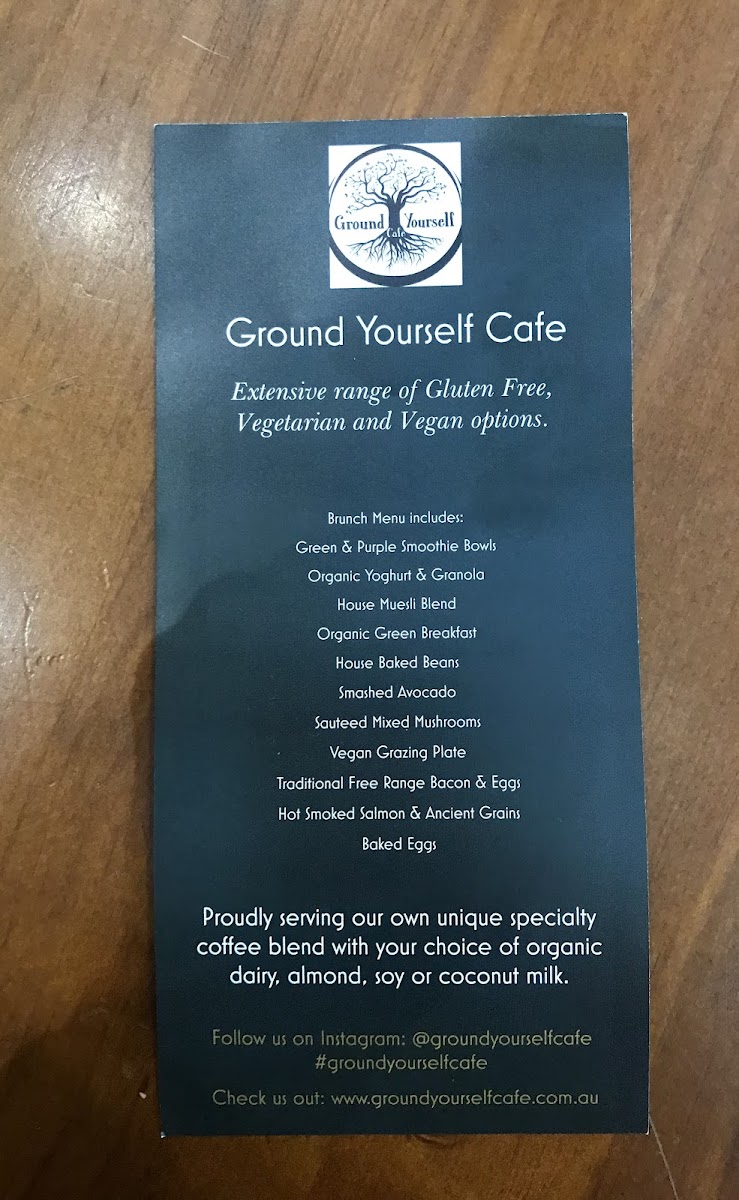 Ground Yourself
Cafe
Ground Yourself Cafe
Extensive range of Gluten Free,
Vegetarian and Vegan options.
Brunch Menu includes:
Green & Purple Smoothie Bowls
Organic Yoghurt & Granola
House Muesli Blend
Organic Green Breakfast
House Baked Beans
Smashed Avocado
Sauteed Mixed Mushrooms
Vegan Grazing Plate
Traditional Free Range Bacon & Eggs
Hot Smoked Salmon & Ancient Grains
Baked Eggs
Proudly serving our own unique specialty
coffee blend with your choice of organic
dairy, almond, soy or coconut milk.
Follow us on Instagram: @groundyourselfcafe
#groundyourselfcafe
Check us out: www.groundyourselfcafe.com.au